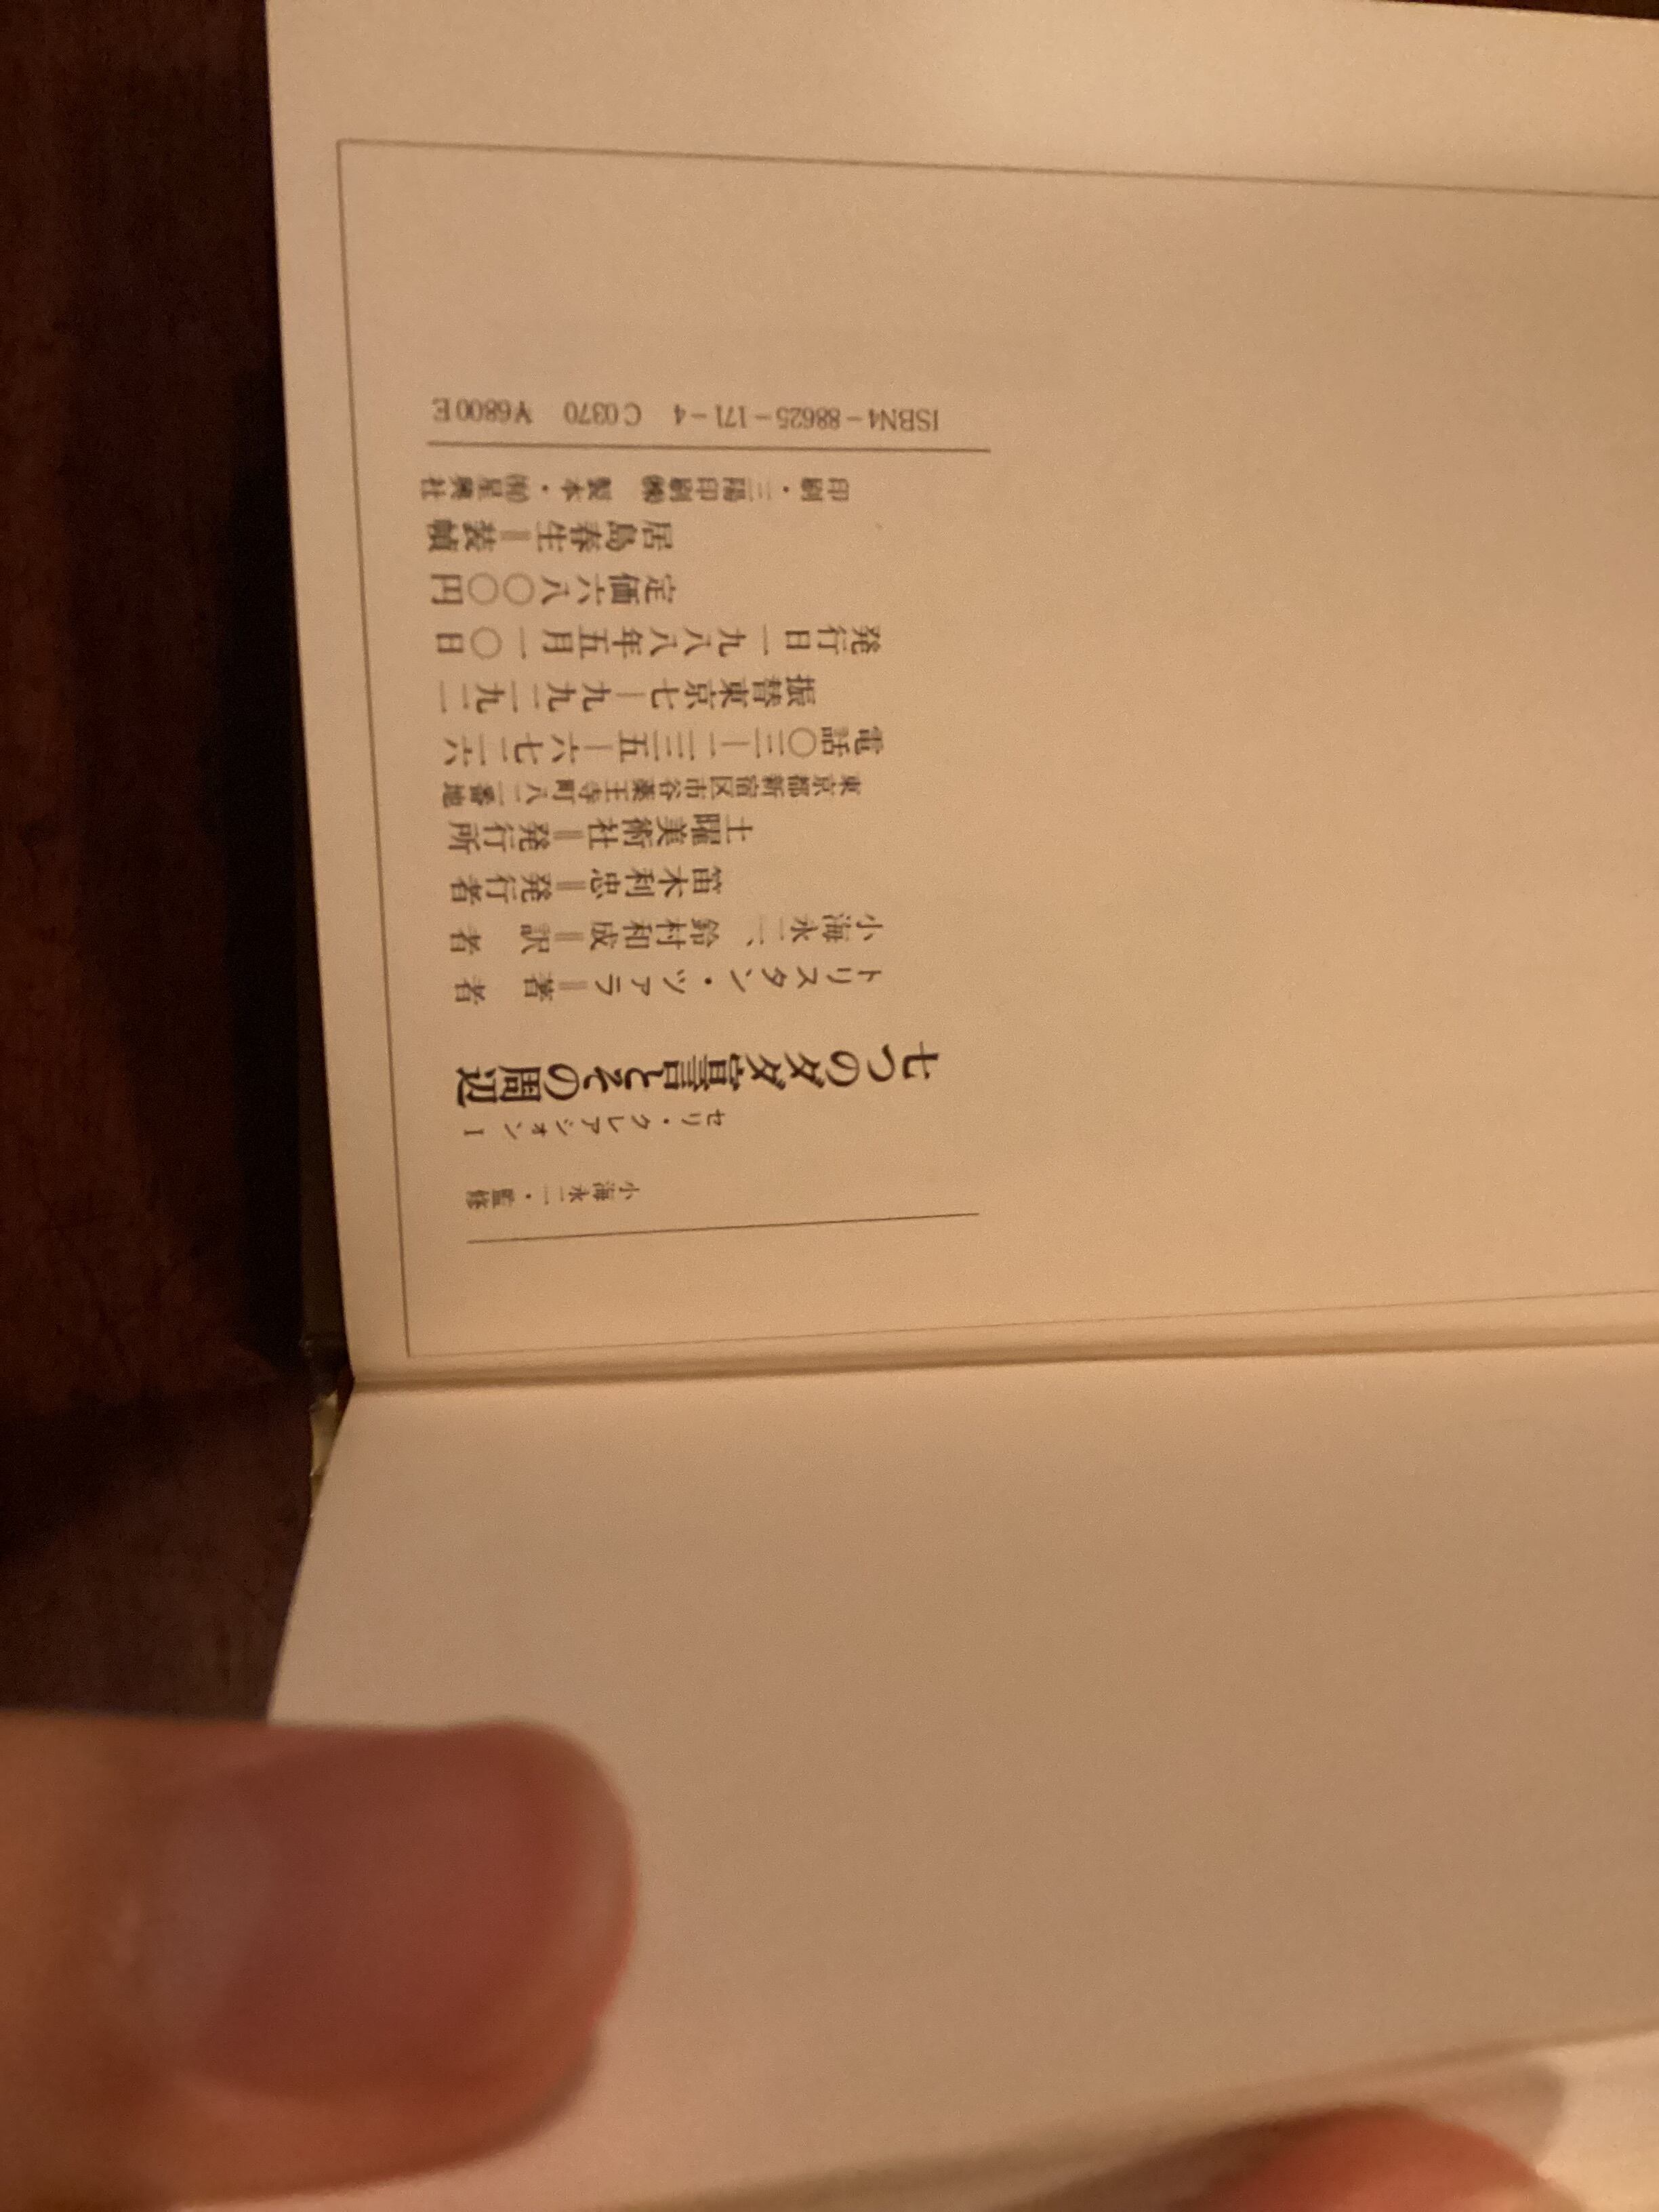 小海永二・監修
セリ・クレアシォン 1
七つのダダ宣言とその周辺
トリスタン・ツァラ=著 者
小海永二、鈴村和成=訳 者
笛木利忠=発行者
土曜美術社=発行所
東京都新宿区市谷薬王寺町八二番地
電話〇三―二三五―六七二六
振替東京七―九二九一九二
発行日一九八八年五月一〇日
定価六八〇〇円
居島春生=装幀
印刷・三陽印刷㈱ 製本・㈲星興社
ISBN4-88625-171-4 C0370 ¥6800E